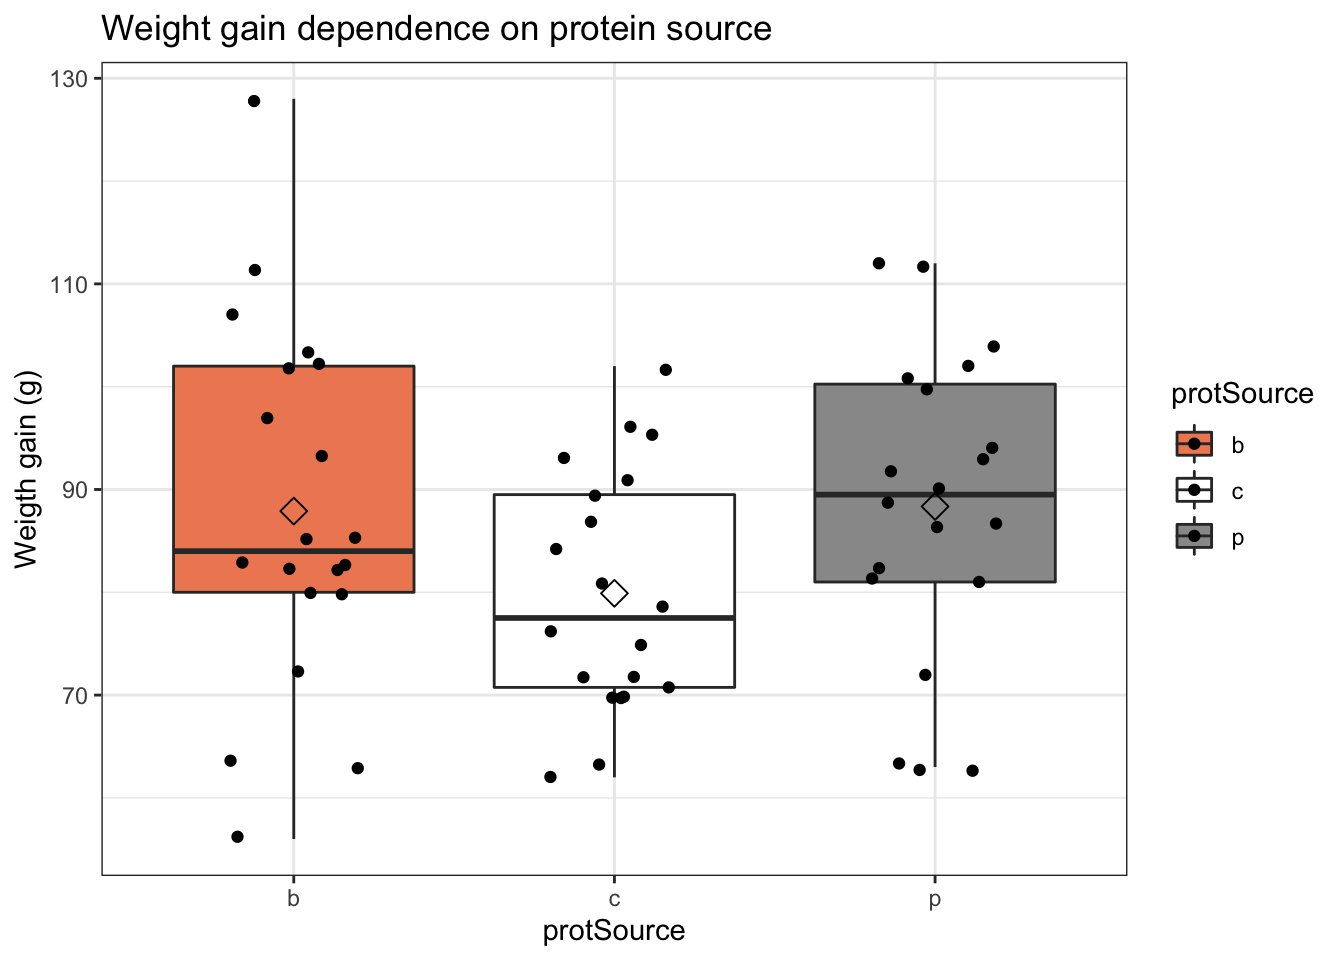 Weight gain dependence on protein source
130
110
90
70
Weigth gain (g)
b
c
p
protSource
protSource
b
c
p